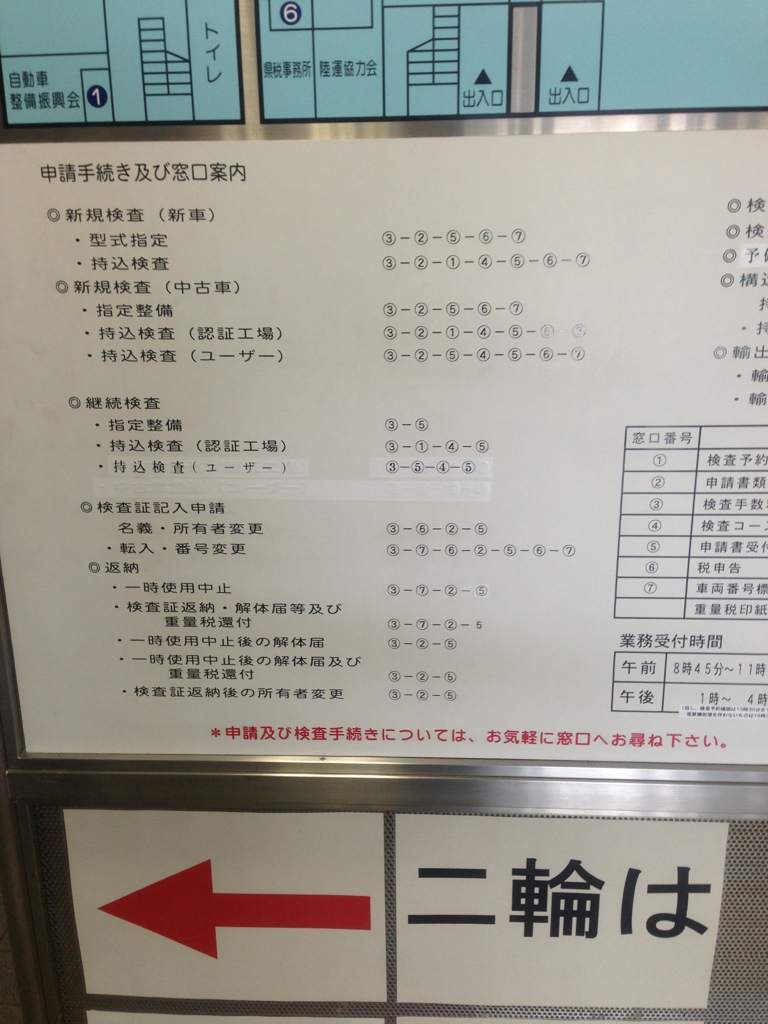 ⑥
トイレ
自動車
整備振興会
①
県税事務所
陸運協力会
▲
出入口
▲
出入口
申請手続き及び窓口案内
◎新規検査（新車）
・型式指定 ③－②－⑤－⑥－⑦
・持込検査 ③－②－①－④－⑤－⑥－⑦
◎新規検査（中古車）
・指定整備 ③－②－⑤－⑥－⑦
・持込検査（認証工場） ③－②－①－④－⑤－⑥－⑦
・持込検査（ユーザー） ③－②－⑤－④－⑤－⑥－⑦
◎継続検査
・指定整備 ③－⑤
・持込検査（認証工場） ③－①－④－⑤
・持込検査（ユーザー） ③－⑤－④－⑤
◎検査証記入申請
名義・所有者変更 ③－⑥－②－⑤
・転入・番号変更 ③－⑦－⑥－②－⑤－⑥－⑦
◎返納
・一時使用中止 ③－⑦－②－⑤
・検査証返納・解体届等及び
重量税還付 ③－⑦－②－5
・一時使用中止後の解体届 ③－②－⑤
・一時使用中止後の解体届及び
重量税還付 ③－②－⑤
・検査証返納後の所有者変更 ③－②－⑤
◎検
◎検
◎予備
◎構造
持
・持
◎輸出
・輸
・輸
窓口番号
① 検査予約
② 申請書類
③ 検査手数
④ 検査コー
⑤ 申請書受付
⑥ 税申告
⑦ 車両番号標
重量税印紙
業務受付時間
午前 8時45分～11時
午後 1時～ 4時
＊申請及び検査手続きについては、お気軽に窓口へお尋ね下さい。
二輪は